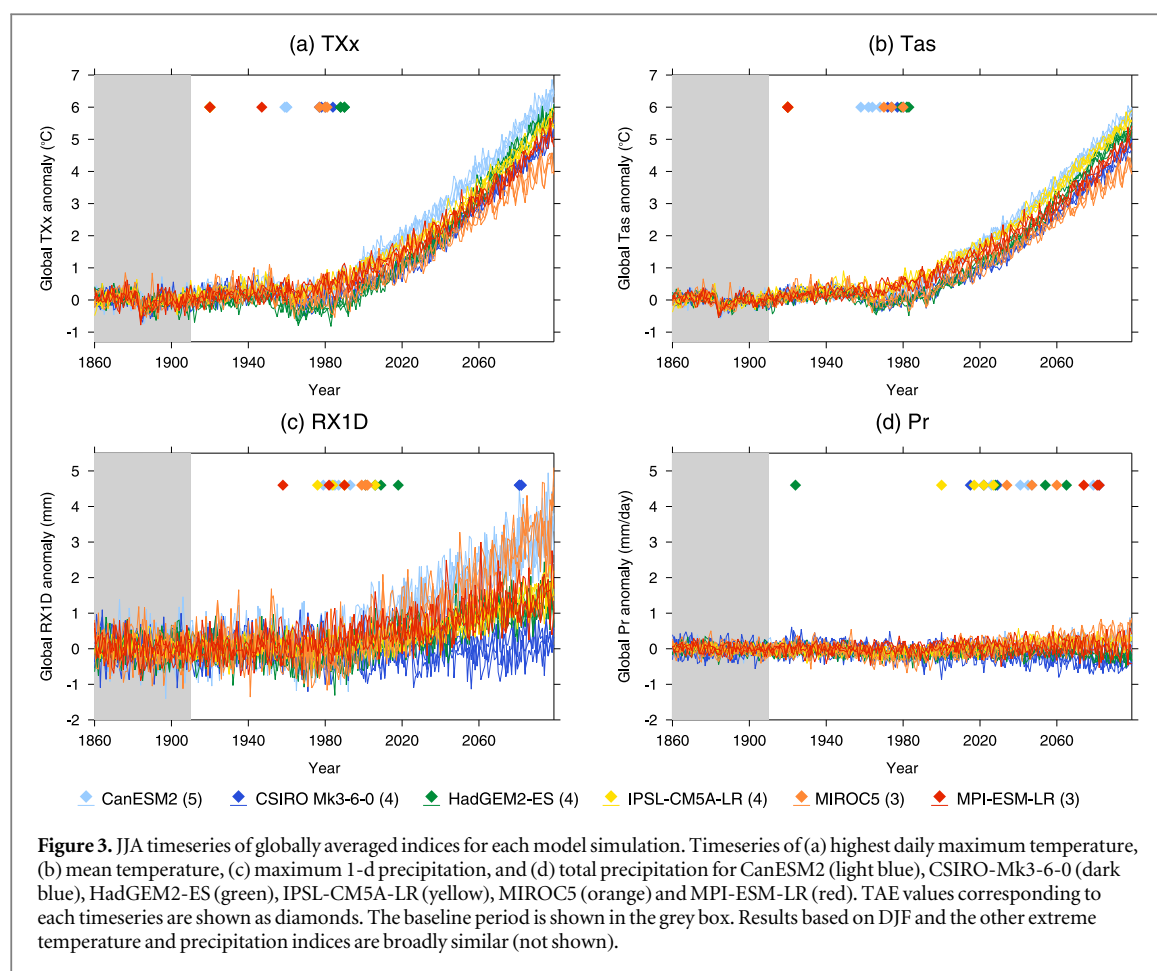 (a) TXx
Global TXx anomaly (°C)
7
6
5
4
3
2
1
0
-1
1860 1900 1940 1980 2020 2060
Year
(b) Tas
Global Tas anomaly (°C)
7
6
5
4
3
2
1
0
-1
1860 1900 1940 1980 2020 2060
Year
(c) RX1D
Global RX1D anomaly (mm)
5
4
3
2
1
0
-1
-2
1860 1900 1940 1980 2020 2060
Year
(d) Pr
Global Pr anomaly (mm/day)
5
4
3
2
1
0
-1
-2
1860 1900 1940 1980 2020 2060
Year
CanESM2 (5) CSIRO Mk3-6-0 (4) HadGEM2-ES (4) IPSL-CM5A-LR (4) MIROC5 (3) MPI-ESM-LR (3)
Figure 3. JJA timeseries of globally averaged indices for each model simulation. Timeseries of (a) highest daily maximum temperature,
(b) mean temperature, (c) maximum 1-d precipitation, and (d) total precipitation for CanESM2 (light blue), CSIRO-Mk3-6-0 (dark
blue), HadGEM2-ES (green), IPSL-CM5A-LR (yellow), MIROC5 (orange) and MPI-ESM-LR (red). TAE values corresponding to
each timeseries are shown as diamonds. The baseline period is shown in the grey box. Results based on DJF and the other extreme
temperature and precipitation indices are broadly similar (not shown).